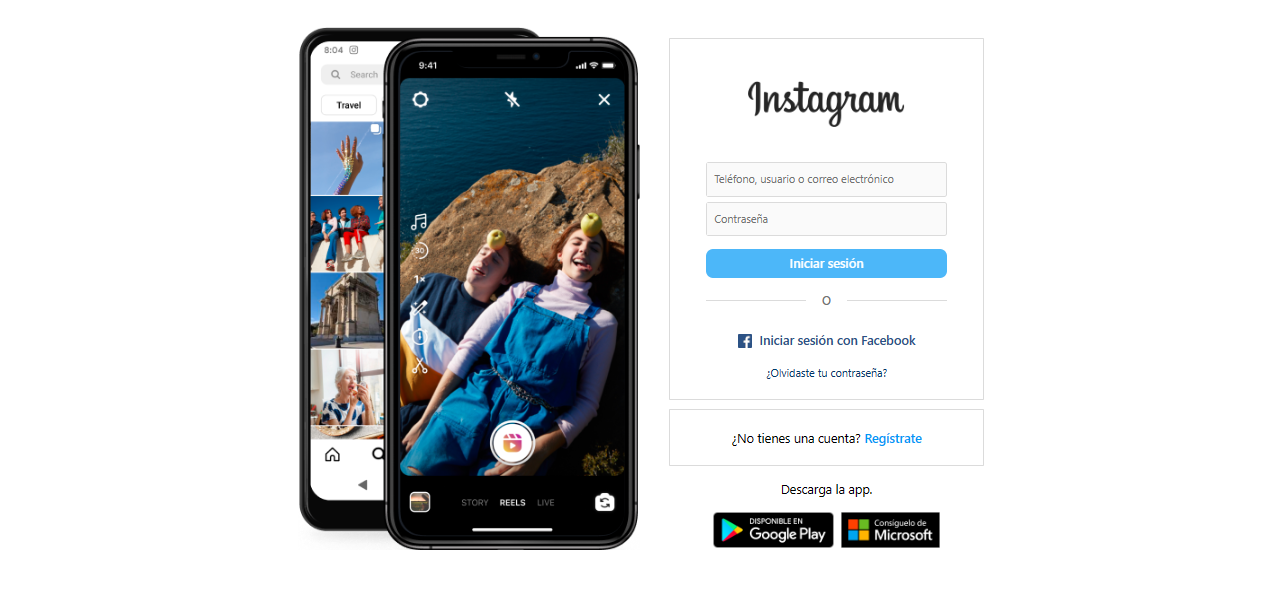 8:04
Search
Travel
9:41
30
1x
STORY REELS LIVE
Instagram
Teléfono, usuario o correo electrónico
Contraseña
Iniciar sesión
O
Iniciar sesión con Facebook
¿Olvidaste tu contraseña?
¿No tienes una cuenta? Regístrate
Descarga la app.
DISPONIBLE EN
Google Play
Consíguelo de
Microsoft